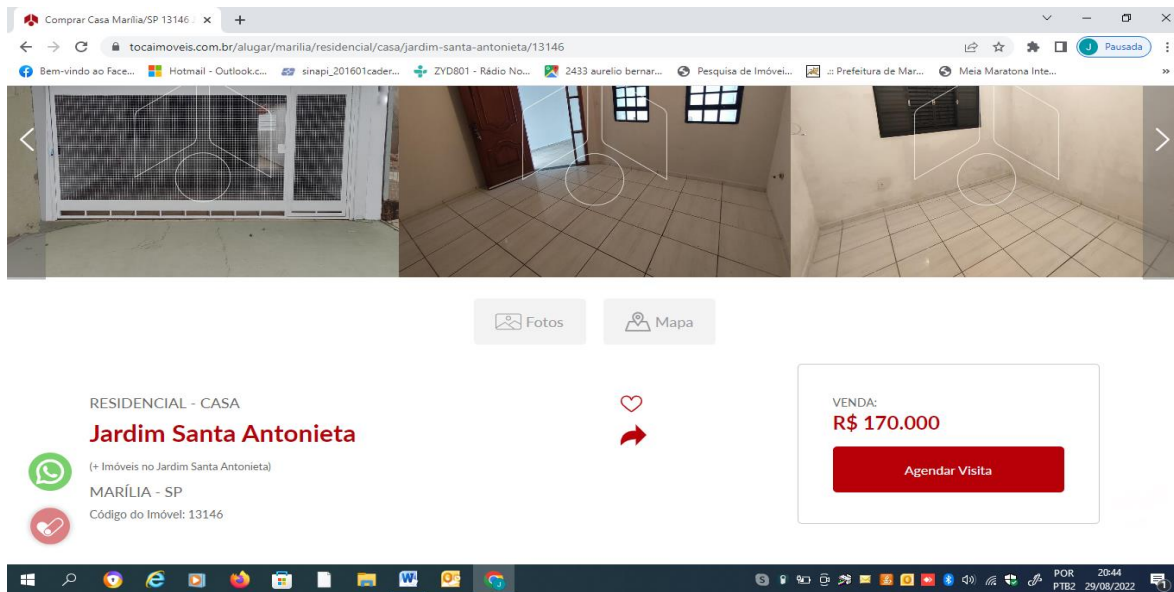 Comprar Casa Marília/SP 13146
tocaimoveis.com.br/alugar/marilia/residencial/casa/jardim-santa-antonieta/13146
Pausada
Bem-vindo ao Face... Hotmail - Outlook.c... sinapi_201601cader... ZYD801 - Rádio No... 2433 aurelio bernar... Pesquisa de Imóvei... .:: Prefeitura de Mar... Meia Maratona Inte...
Fotos Mapa
RESIDENCIAL - CASA
Jardim Santa Antonieta
(+ Imóveis no Jardim Santa Antonieta)
MARÍLIA - SP
Código do Imóvel: 13146
VENDA:
R$ 170.000
Agendar Visita
POR 20:44
PTB2 29/08/2022